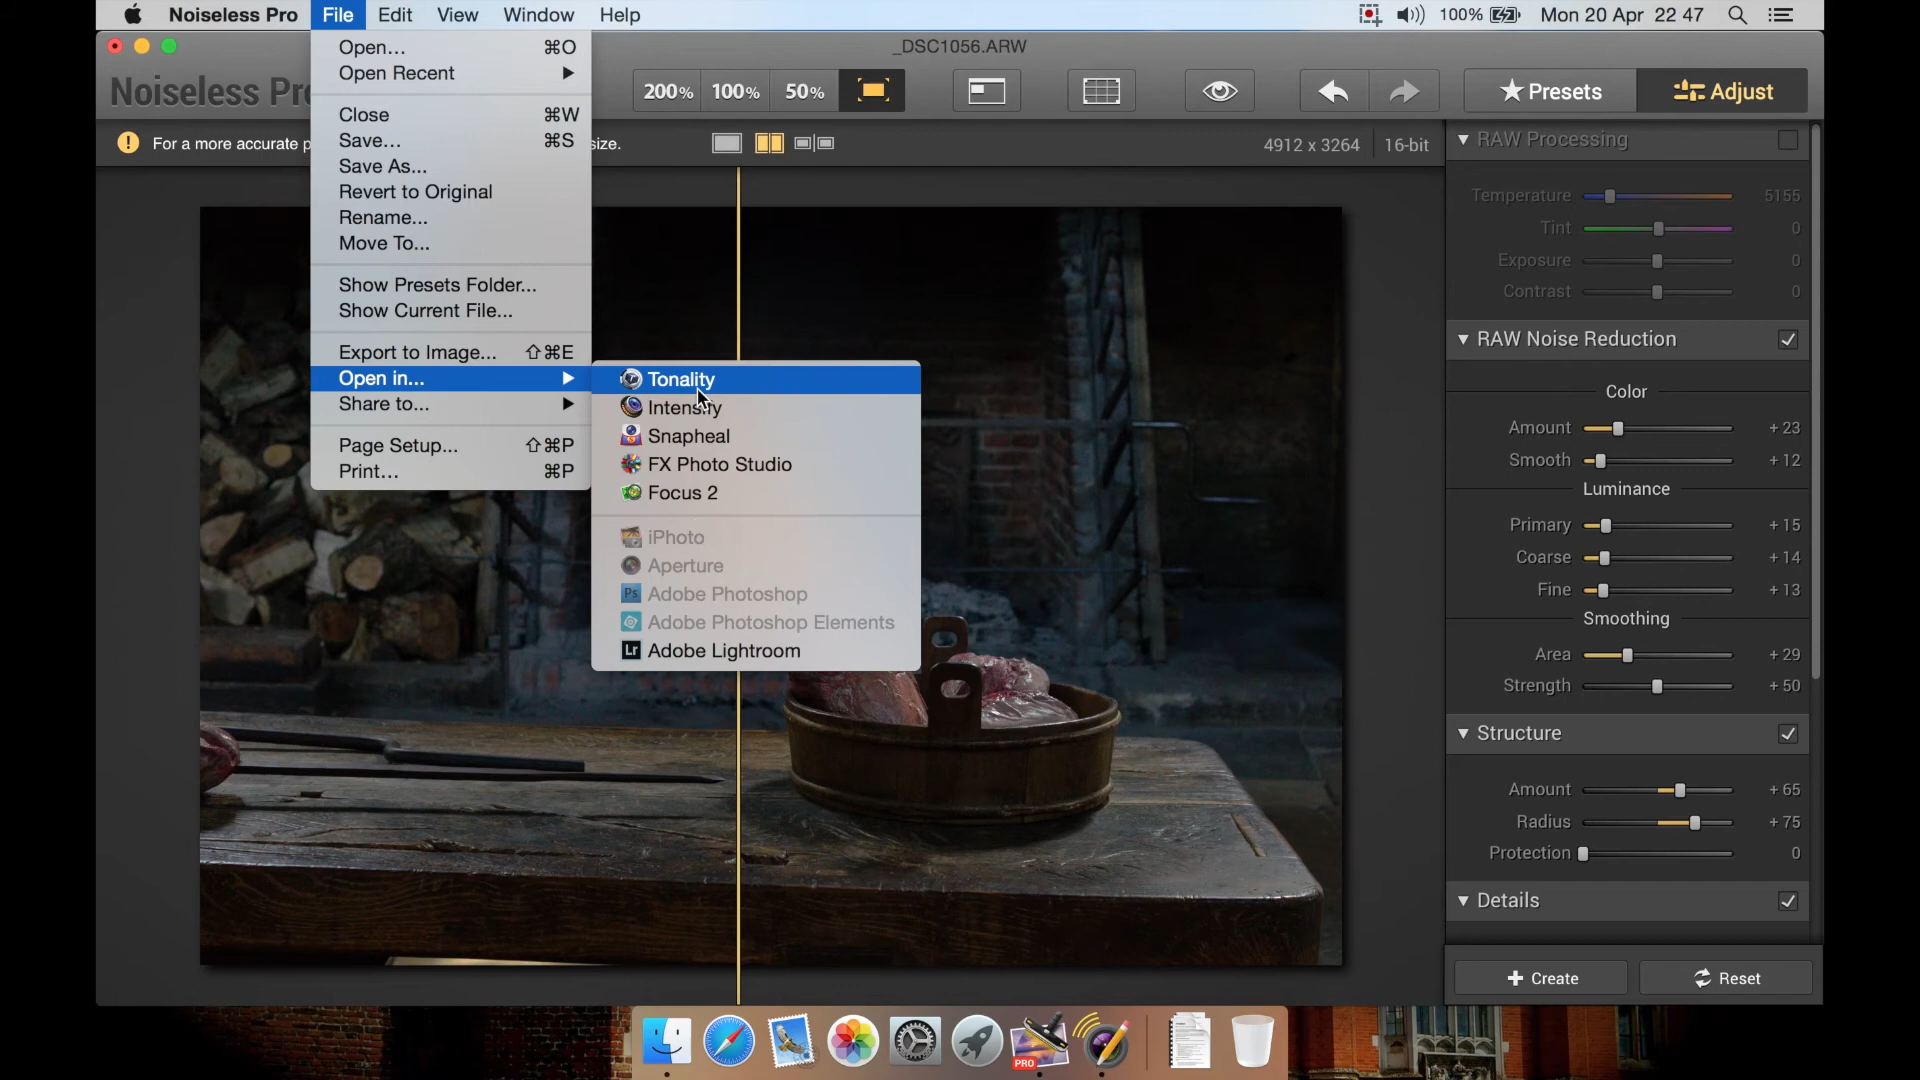 Noiseless Pro File Edit View Window Help 100% Mon 20 Apr 22 47
_DSC1056.ARW
Noiseless Pr 200% 100% 50% Presets Adjust
For a more accurate p size. 4912 x 3264 16-bit
Open... ⌘O
Open Recent
Close ⌘W
Save... ⌘S
Save As...
Revert to Original
Rename...
Move To...
Show Presets Folder...
Show Current File...
Export to Image... ⇧⌘E
Open in...
Share to...
Page Setup... ⇧⌘P
Print... ⌘P
Tonality
Intensify
Snapheal
FX Photo Studio
Focus 2
iPhoto
Aperture
Ps Adobe Photoshop
Adobe Photoshop Elements
Lr Adobe Lightroom
RAW Processing
Temperature 5155
Tint 0
Exposure 0
Contrast 0
RAW Noise Reduction
Color
Amount + 23
Smooth + 12
Luminance
Primary + 15
Coarse + 14
Fine + 13
Smoothing
Area + 29
Strength + 50
Structure
Amount + 65
Radius + 75
Protection 0
Details
Create Reset
PRO